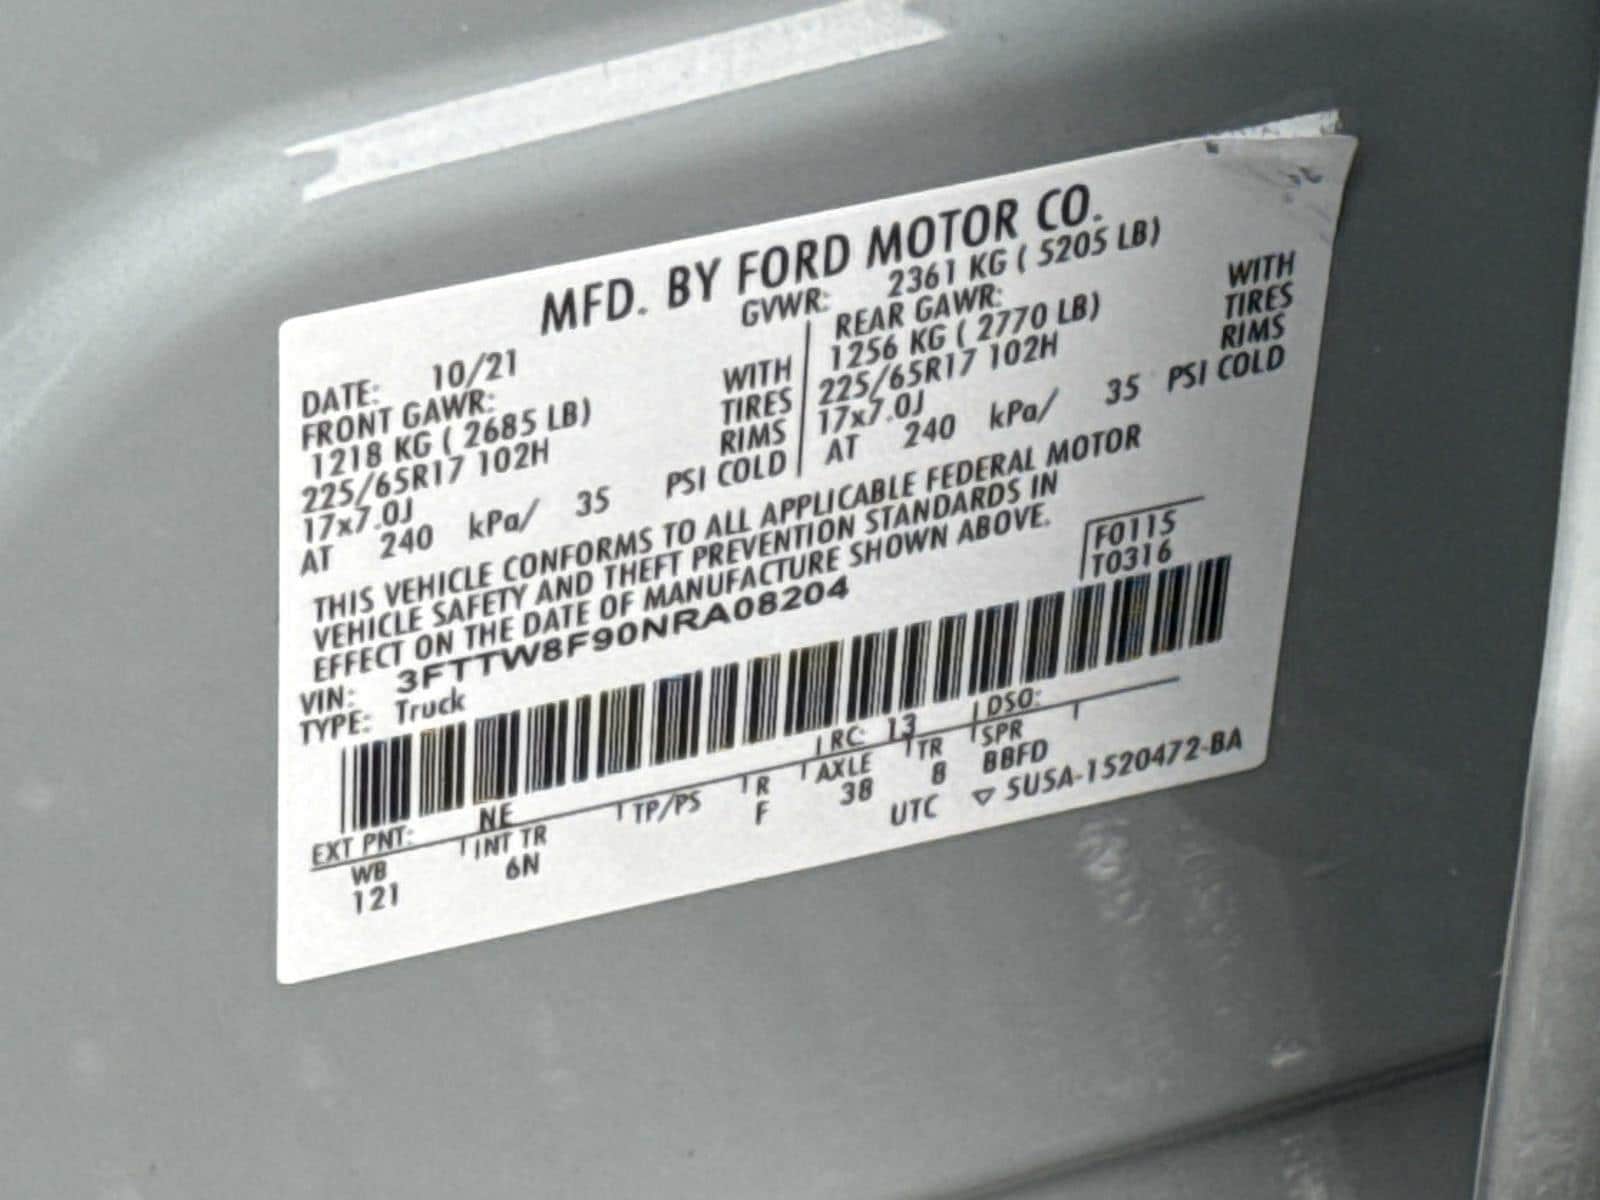 MFD. BY FORD MOTOR CO.
DATE: 10/21 GVWR: 2361 KG ( 5205 LB)
FRONT GAWR: REAR GAWR:
1218 KG ( 2685 LB) WITH 1256 KG ( 2770 LB) WITH
225/65R17 102H TIRES 225/65R17 102H TIRES
17x7.0J RIMS 17x7.0J RIMS
AT 240 kPa/ 35 PSI COLD AT 240 kPa/ 35 PSI COLD
THIS VEHICLE CONFORMS TO ALL APPLICABLE FEDERAL MOTOR
VEHICLE SAFETY AND THEFT PREVENTION STANDARDS IN
EFFECT ON THE DATE OF MANUFACTURE SHOWN ABOVE.
VIN: 3FTTW8F90NRA08204 F0115
TYPE: Truck T0316
EXT PNT: NE RC: 13 DSO:
WB INT TR TP/PS R AXLE TR SPR
121 6N F 38 8 BBFD
UTC ▽ 5USA-1520472-BA